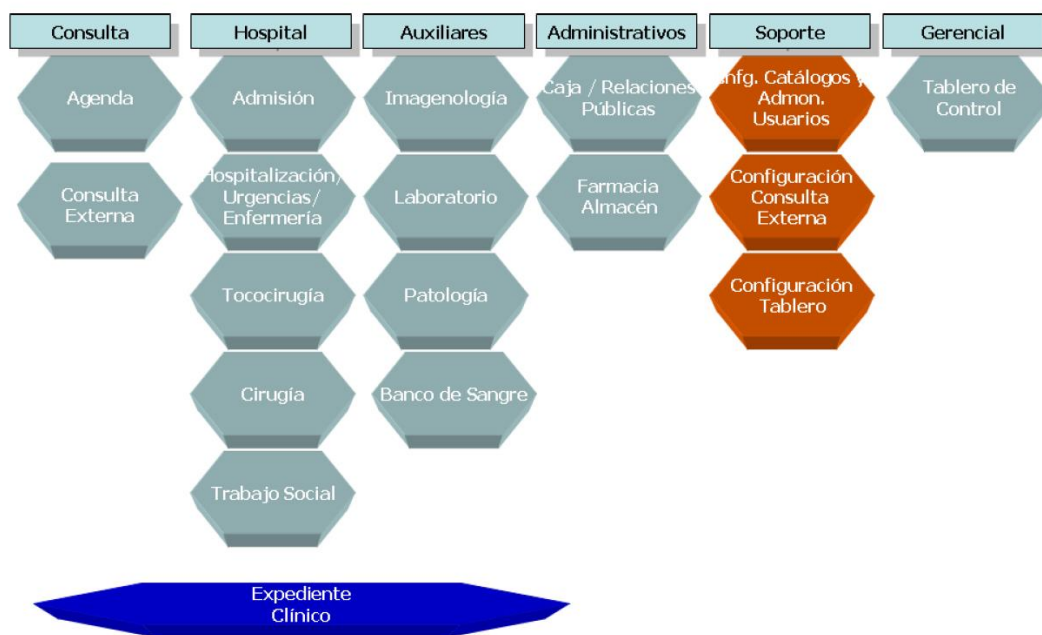 Consulta
Hospital
Auxiliares
Administrativos
Soporte
Gerencial
Agenda
Admisión
Imagenología
Caja / Relaciones
Públicas
Catálogos y
Admon.
Usuarios
Tablero de
Control
Consulta
Externa
Hospitalización/
Urgencias/
Enfermería
Laboratorio
Farmacia
Almacén
Configuración
Consulta
Externa
Tococirugía
Patología
Configuración
Tablero
Cirugía
Banco de Sangre
Trabajo Social
Expediente
Clínico